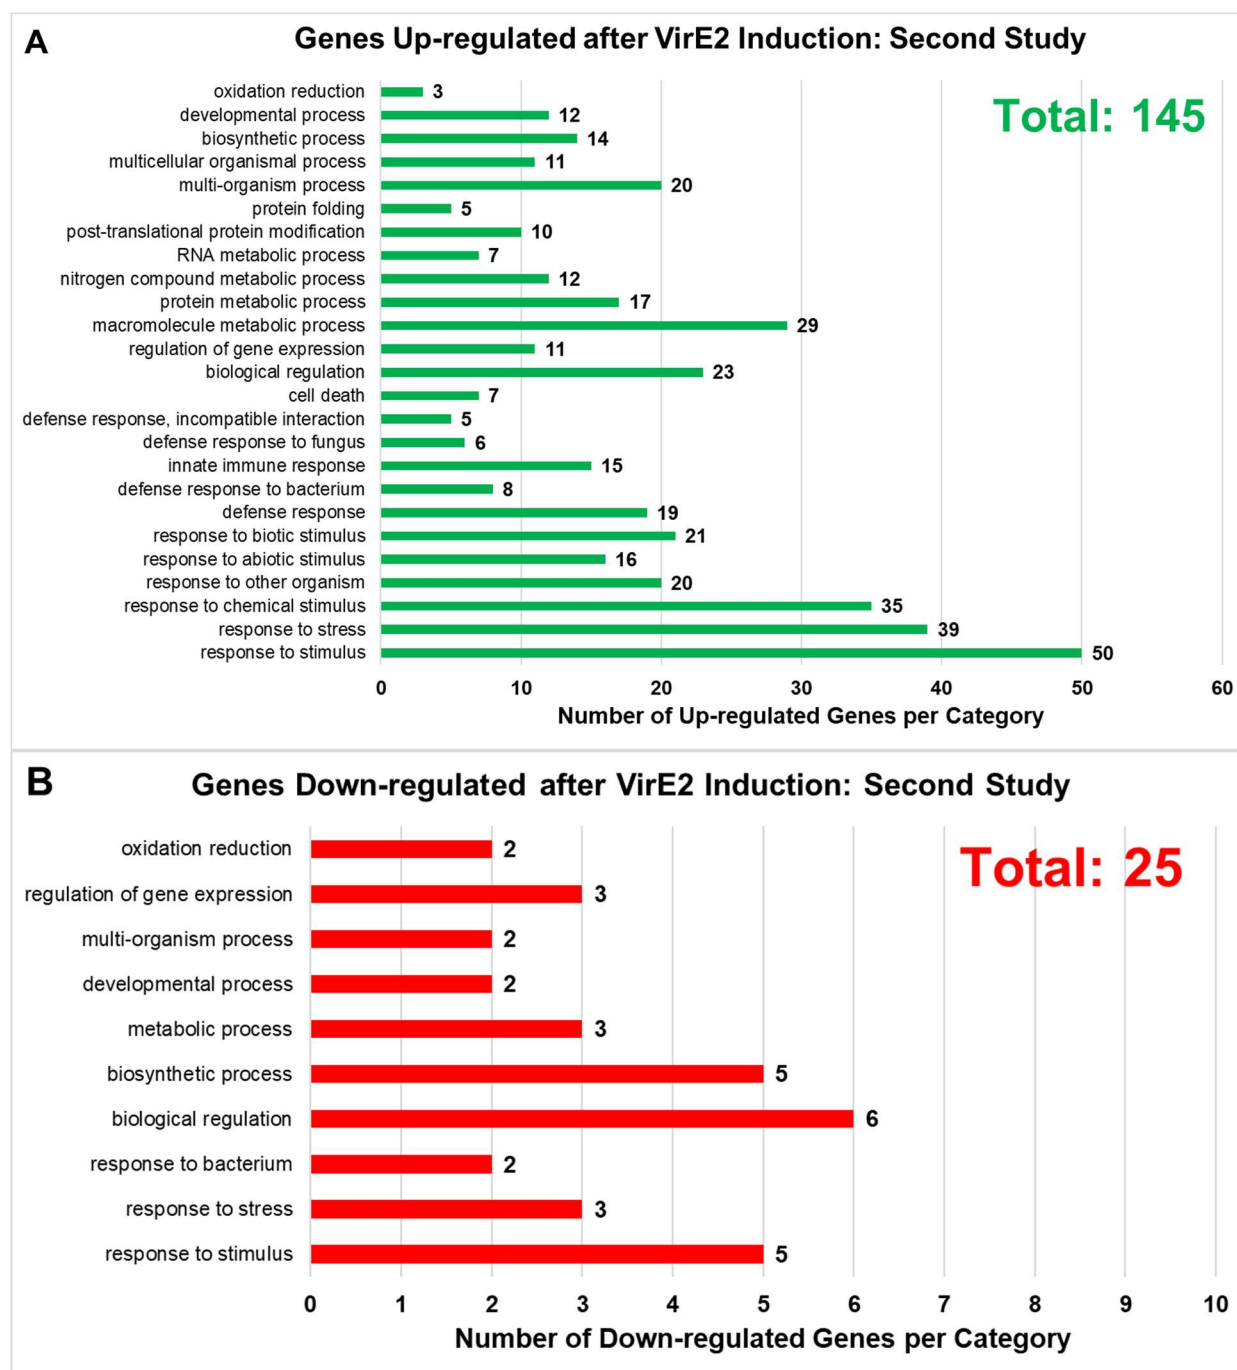 A
Genes Up-regulated after VirE2 Induction: Second Study
Total: 145
oxidation reduction 3
developmental process 12
biosynthetic process 14
multicellular organismal process 11
multi-organism process 20
protein folding 5
post-translational protein modification 10
RNA metabolic process 7
nitrogen compound metabolic process 12
protein metabolic process 17
macromolecule metabolic process 29
regulation of gene expression 11
biological regulation 23
cell death 7
defense response, incompatible interaction 5
defense response to fungus 6
innate immune response 15
defense response to bacterium 8
defense response 19
response to biotic stimulus 21
response to abiotic stimulus 16
response to other organism 20
response to chemical stimulus 35
response to stress 39
response to stimulus 50
0 10 20 30 40 50 60
Number of Up-regulated Genes per Category
B
Genes Down-regulated after VirE2 Induction: Second Study
Total: 25
oxidation reduction 2
regulation of gene expression 3
multi-organism process 2
developmental process 2
metabolic process 3
biosynthetic process 5
biological regulation 6
response to bacterium 2
response to stress 3
response to stimulus 5
0 1 2 3 4 5 6 7 8 9 10
Number of Down-regulated Genes per Category